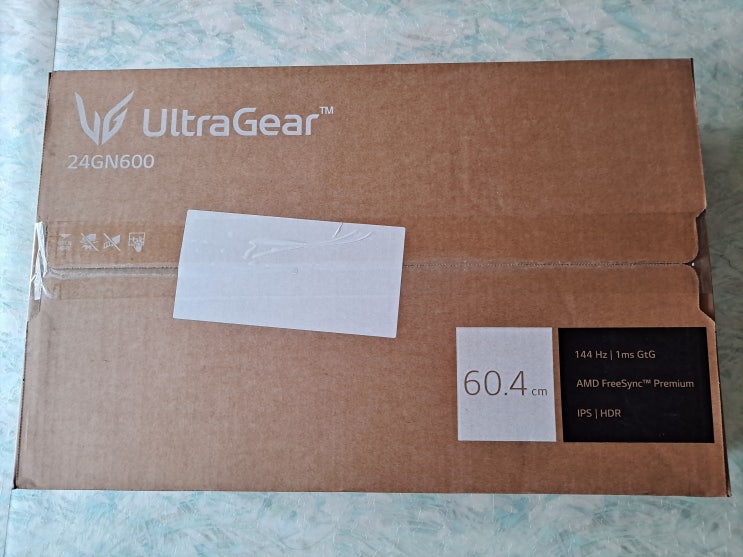 UltraGear™
24GN600
60.4 cm
144 Hz | 1ms GtG
AMD FreeSync™ Premium
IPS | HDR